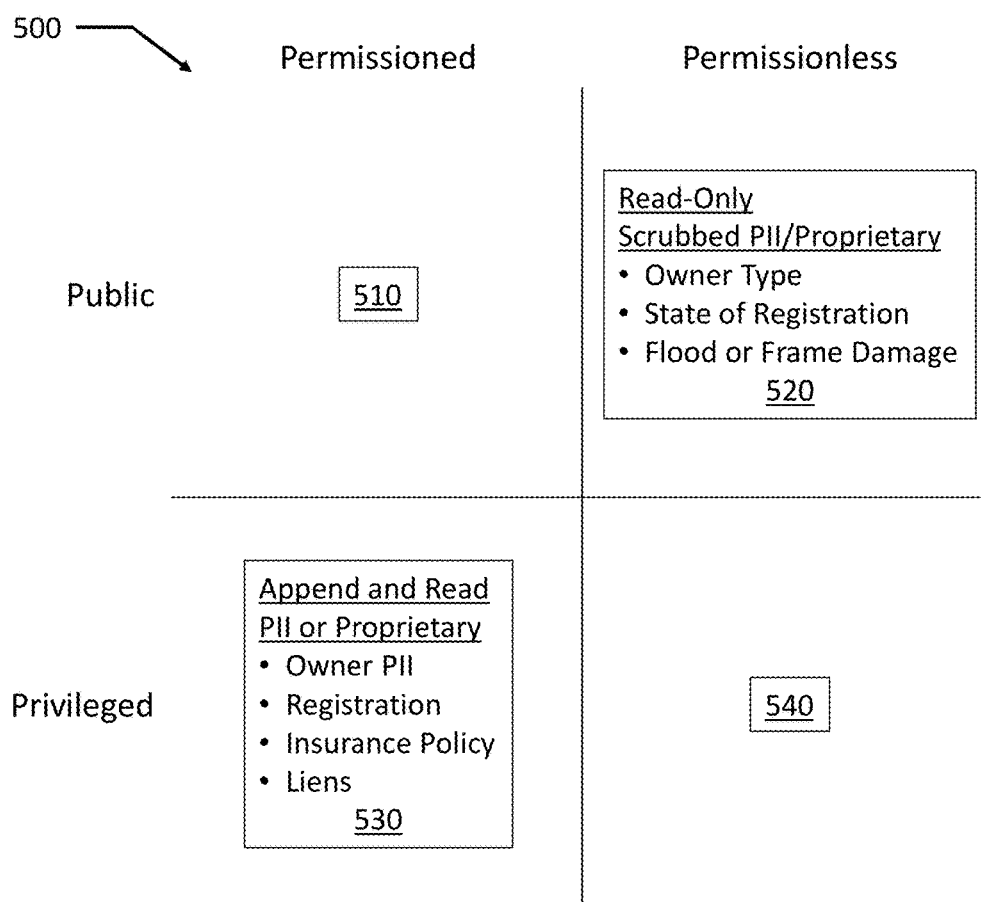 500
Permissioned
Permissionless
Public
510
Read-Only
Scrubbed PII/Proprietary
• Owner Type
• State of Registration
• Flood or Frame Damage
520
Privileged
Append and Read
PII or Proprietary
• Owner PII
• Registration
• Insurance Policy
• Liens
530
540